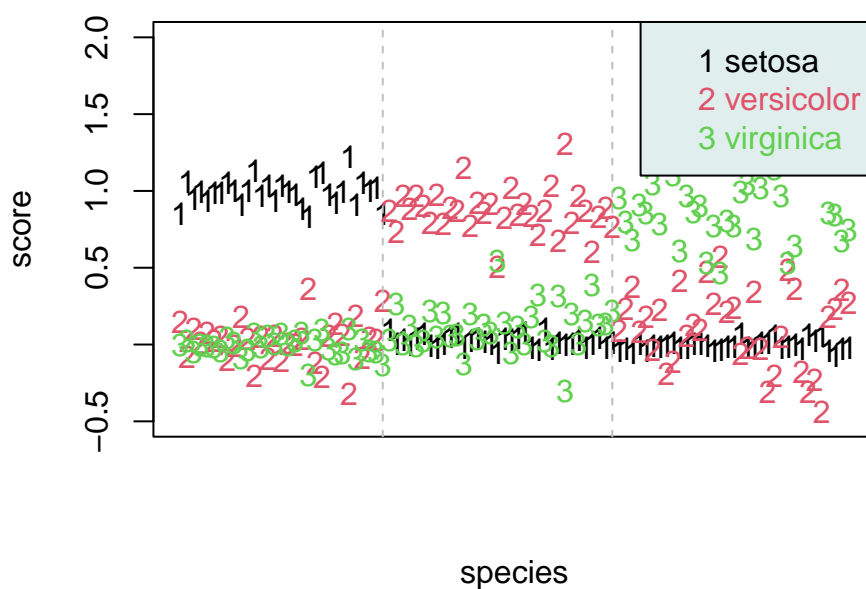 2.0
1.5
1.0
0.5
−0.5
score
species
1 setosa
2 versicolor
3 virginica